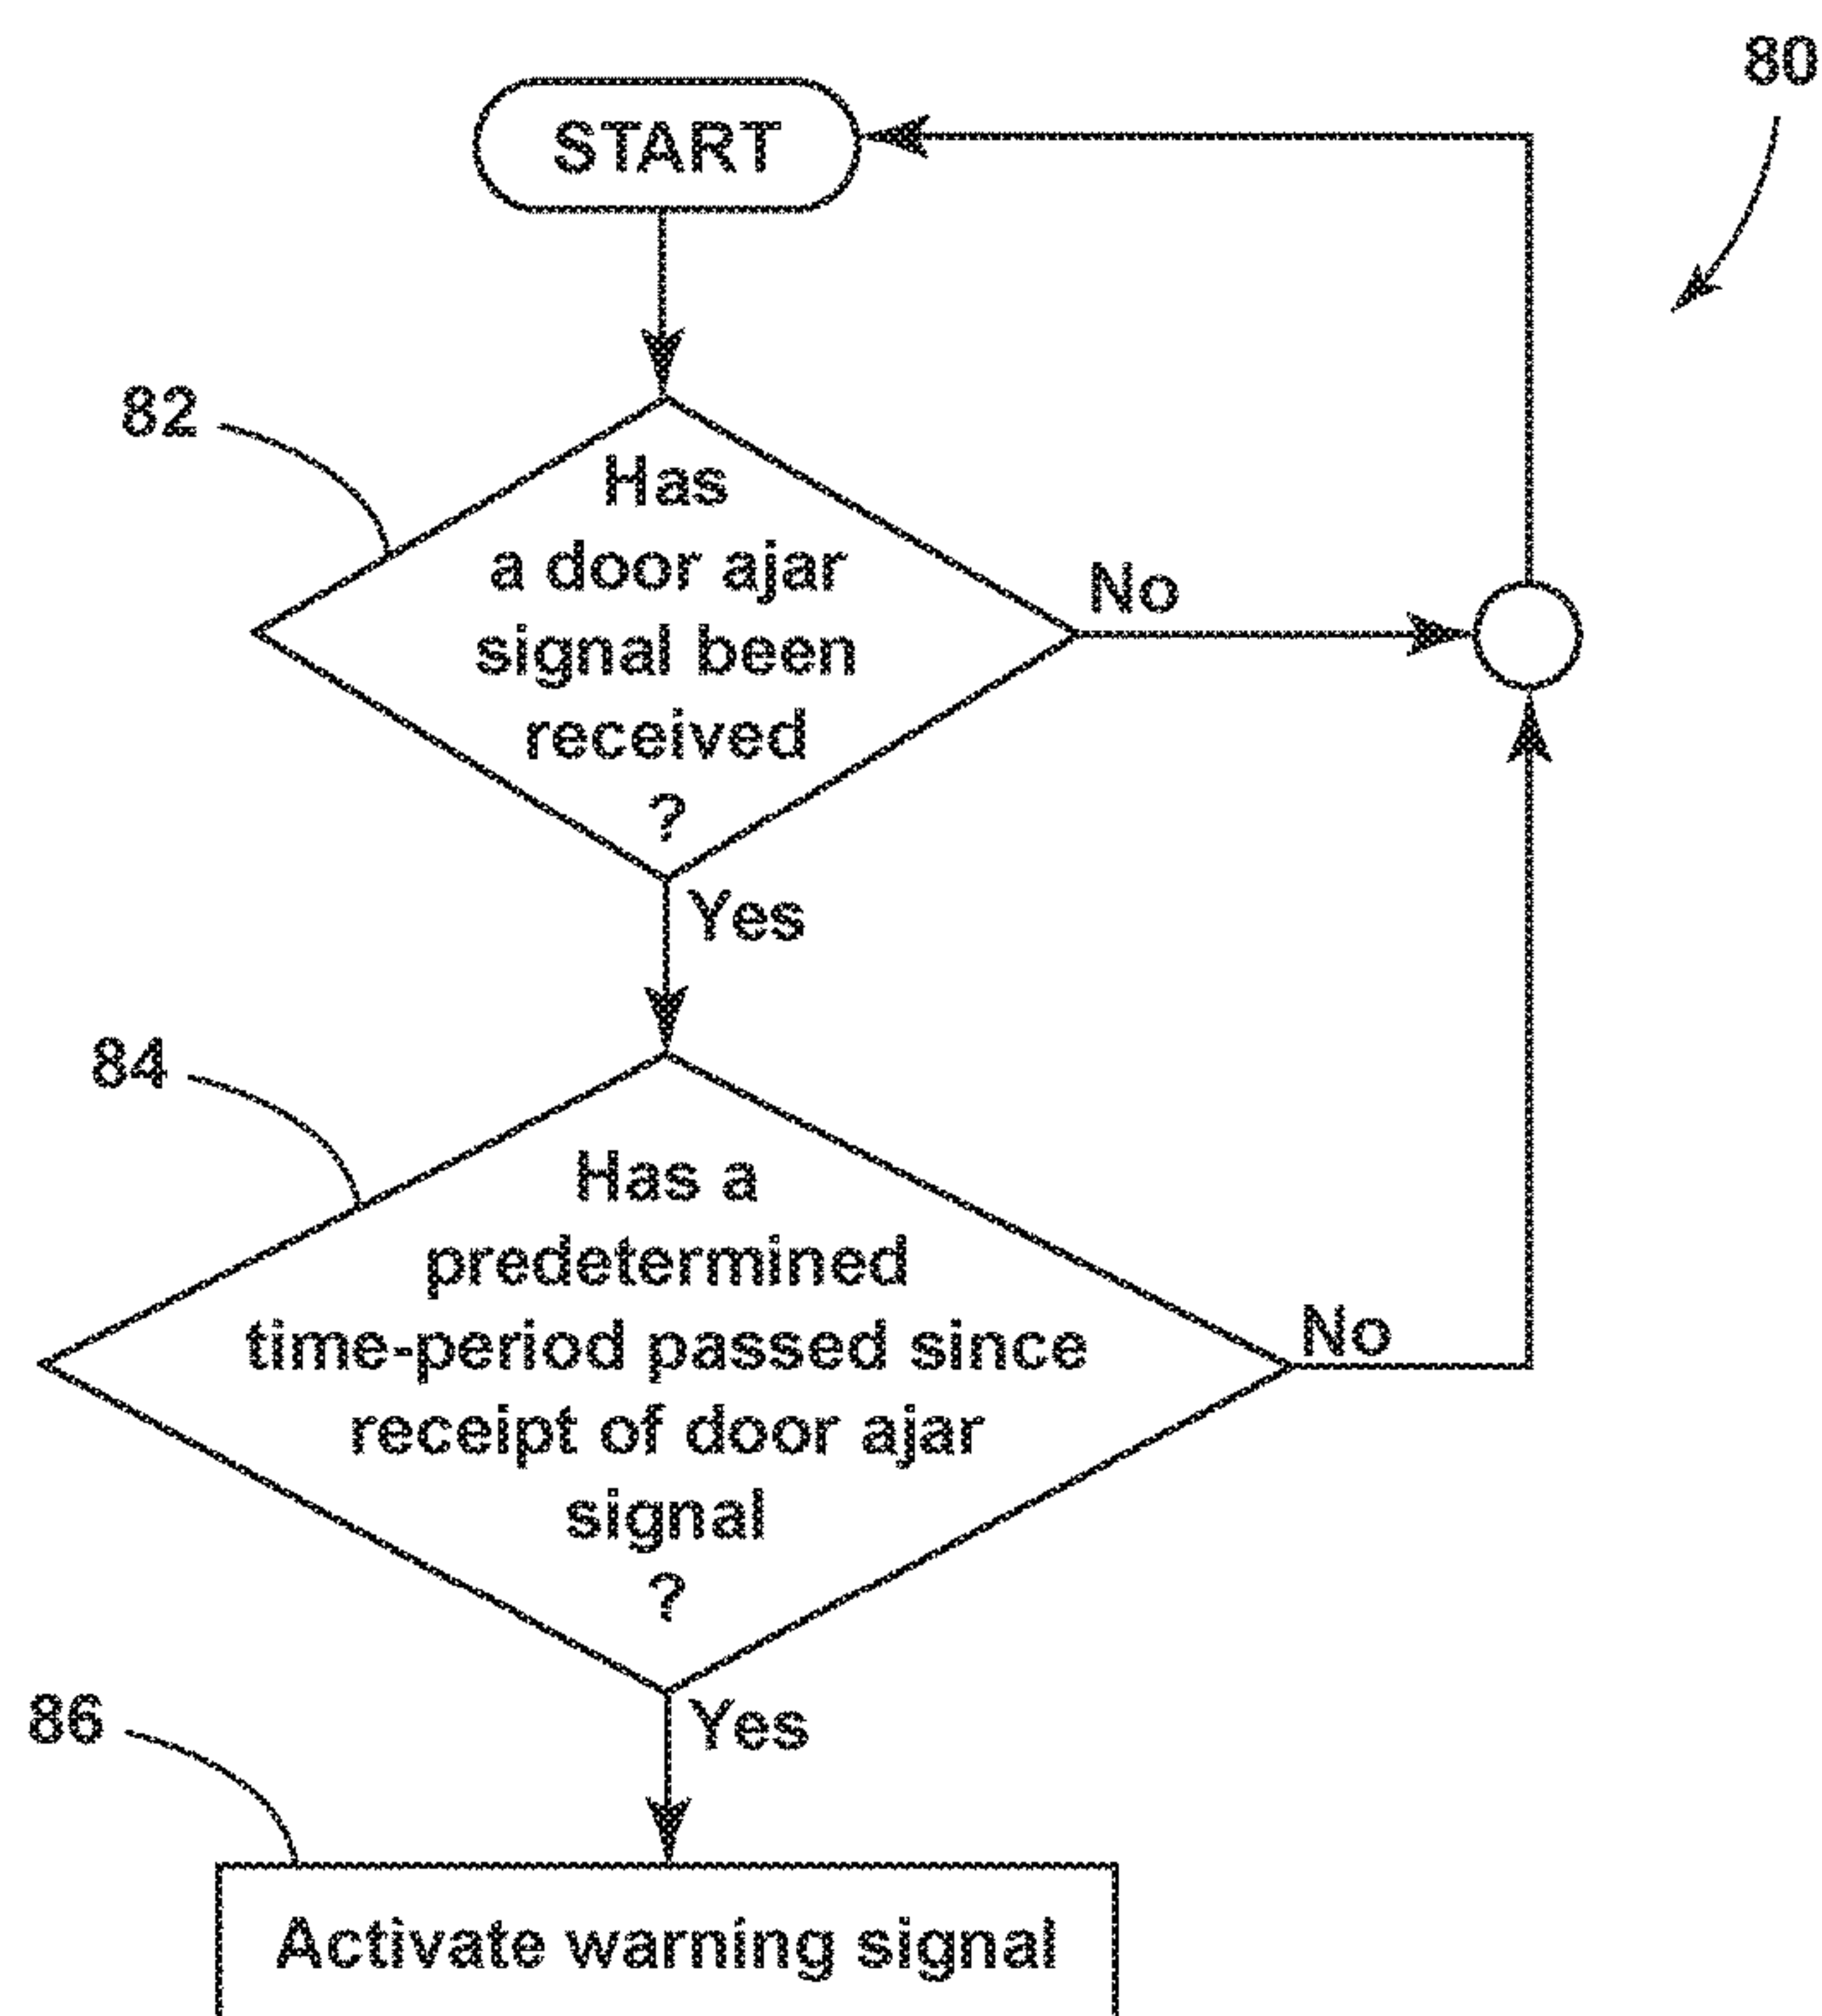 80
START
82
Has
a door ajar
signal been
received
?
No
Yes
84
Has a
predetermined
time-period passed since
receipt of door ajar
signal
?
No
Yes
86
Activate warning signal